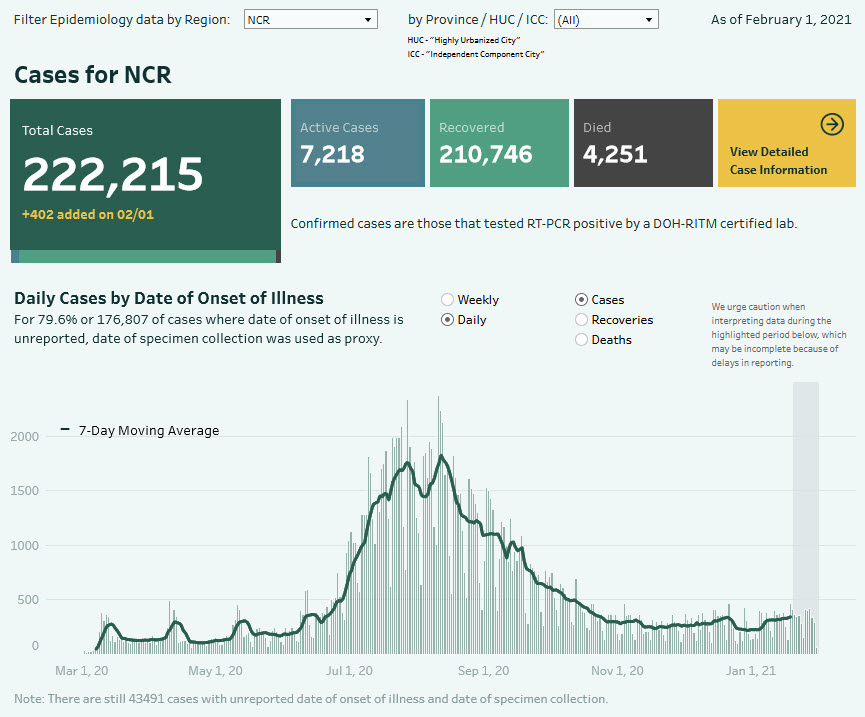 Filter Epidemiology data by Region: NCR by Province / HUC / ICC: (All) As of February 1, 2021
HUC - "Highly Urbanized City"
ICC - "Independent Component City"
Cases for NCR
Total Cases
222,215
+402 added on 02/01
Active Cases
7,218
Recovered
210,746
Died
4,251
View Detailed
Case Information
Confirmed cases are those that tested RT-PCR positive by a DOH-RITM certified lab.
Daily Cases by Date of Onset of Illness
For 79.6% or 176,807 of cases where date of onset of illness is
unreported, date of specimen collection was used as proxy.
Weekly
Daily
Cases
Recoveries
Deaths
We urge caution when
interpreting data during the
highlighted period below, which
may be incomplete because of
delays in reporting.
7-Day Moving Average
2000
1500
1000
500
0
Mar 1, 20 May 1, 20 Jul 1, 20 Sep 1, 20 Nov 1, 20 Jan 1, 21
Note: There are still 43491 cases with unreported date of onset of illness and date of specimen collection.